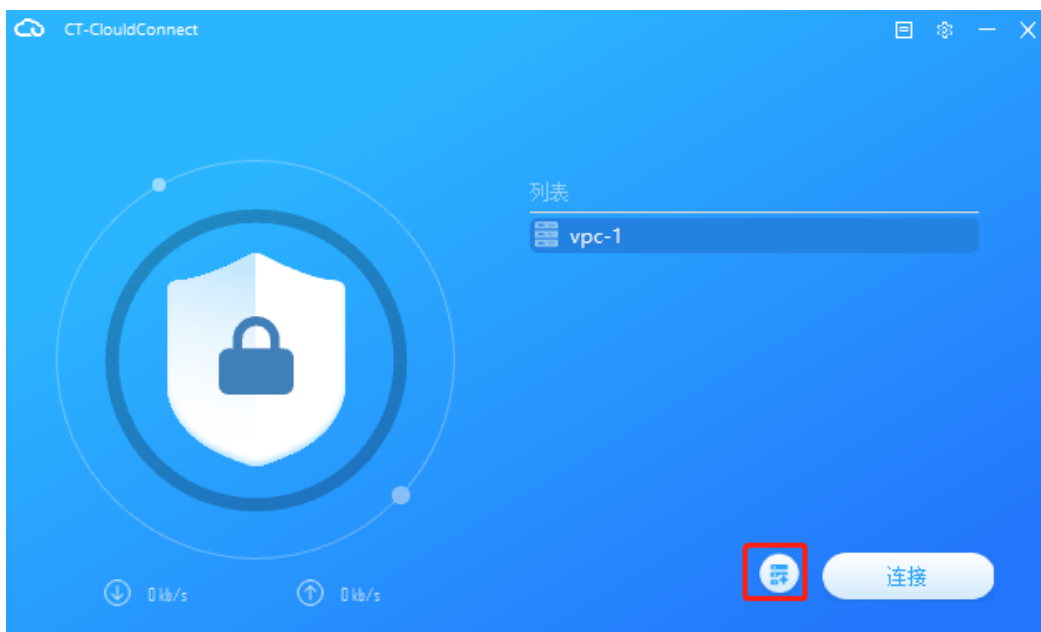 CT-ClouldConnect
列表
vpc-1
0kb/s
0kb/s
连接